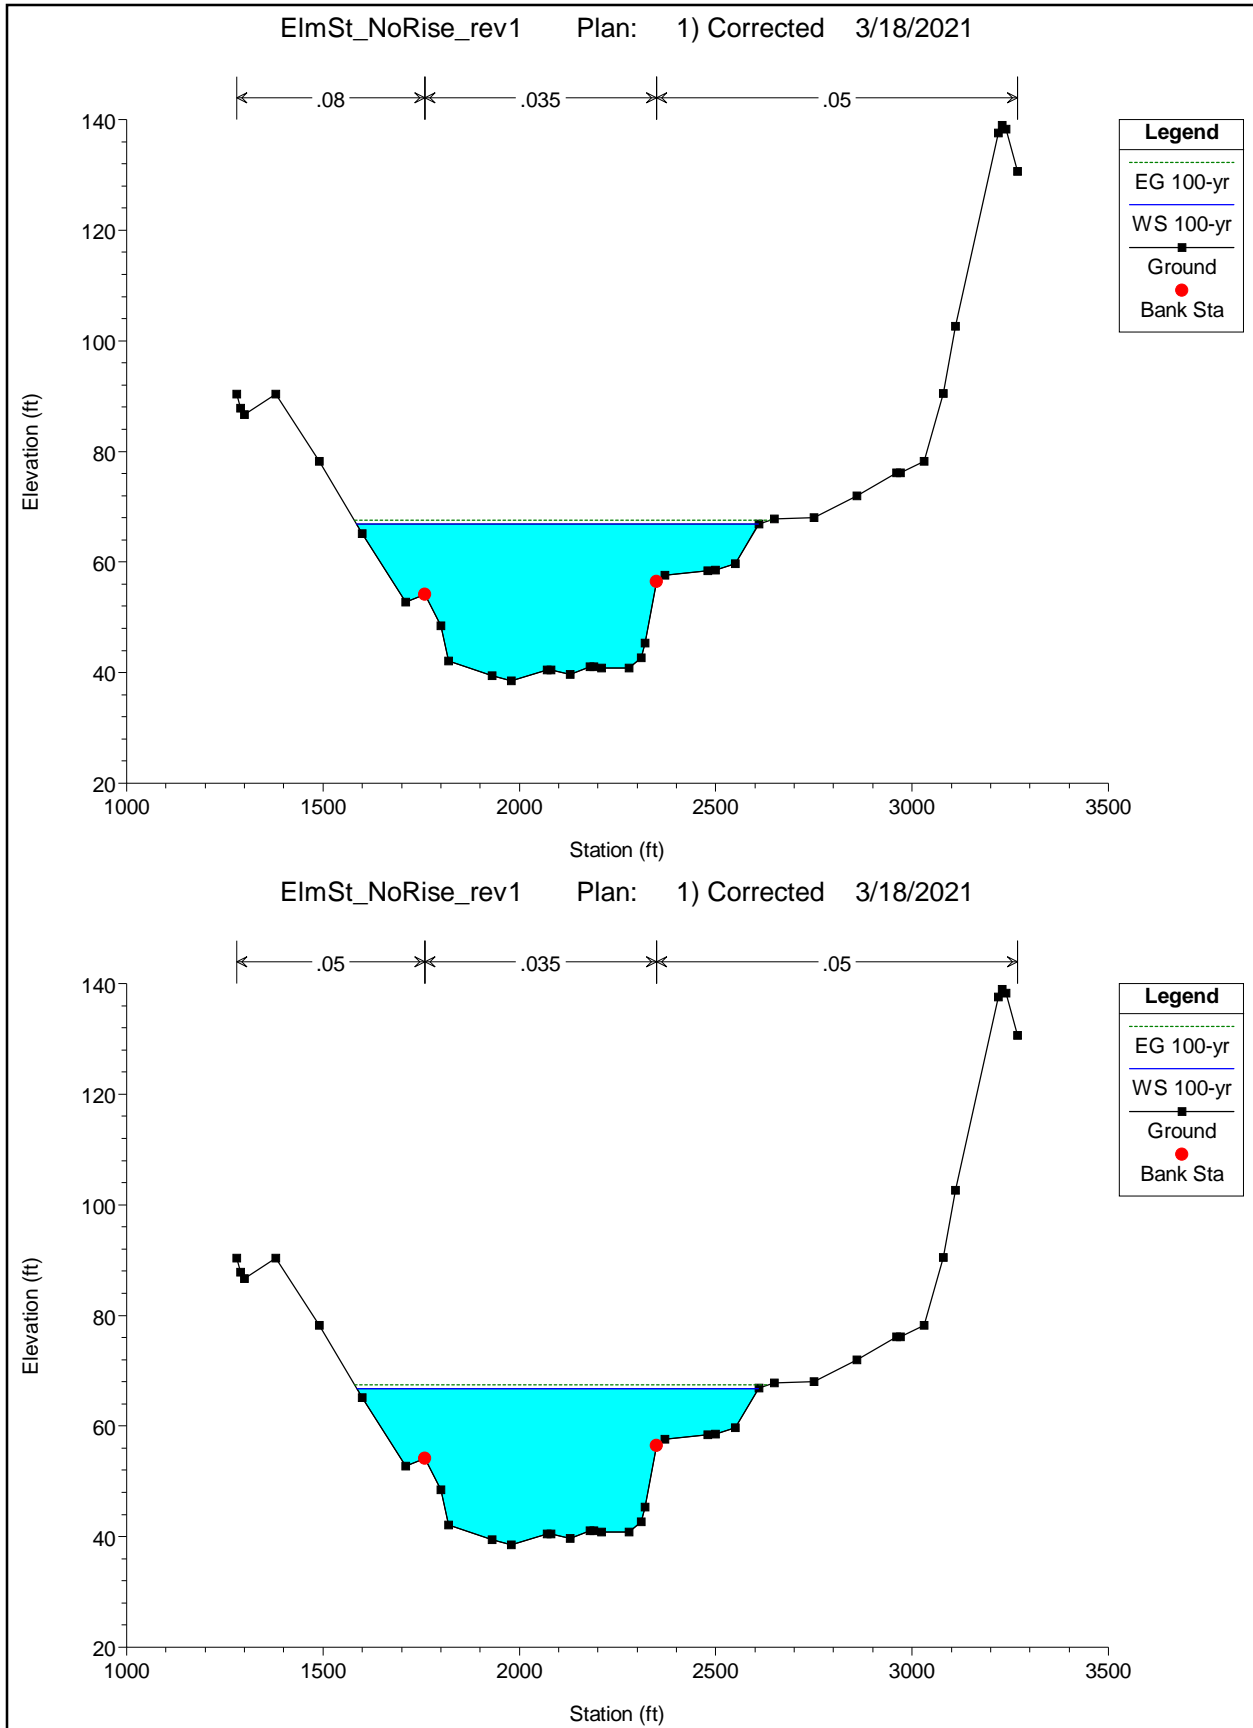 ElmSt_NoRise_rev1 Plan: 1) Corrected 3/18/2021
.08 .035 .05
140
120
100
80
60
40
20
Elevation (ft)
1000 1500 2000 2500 3000 3500
Station (ft)
Legend
EG 100-yr
WS 100-yr
Ground
Bank Sta
ElmSt_NoRise_rev1 Plan: 1) Corrected 3/18/2021
.05 .035 .05
140
120
100
80
60
40
20
Elevation (ft)
1000 1500 2000 2500 3000 3500
Station (ft)
Legend
EG 100-yr
WS 100-yr
Ground
Bank Sta